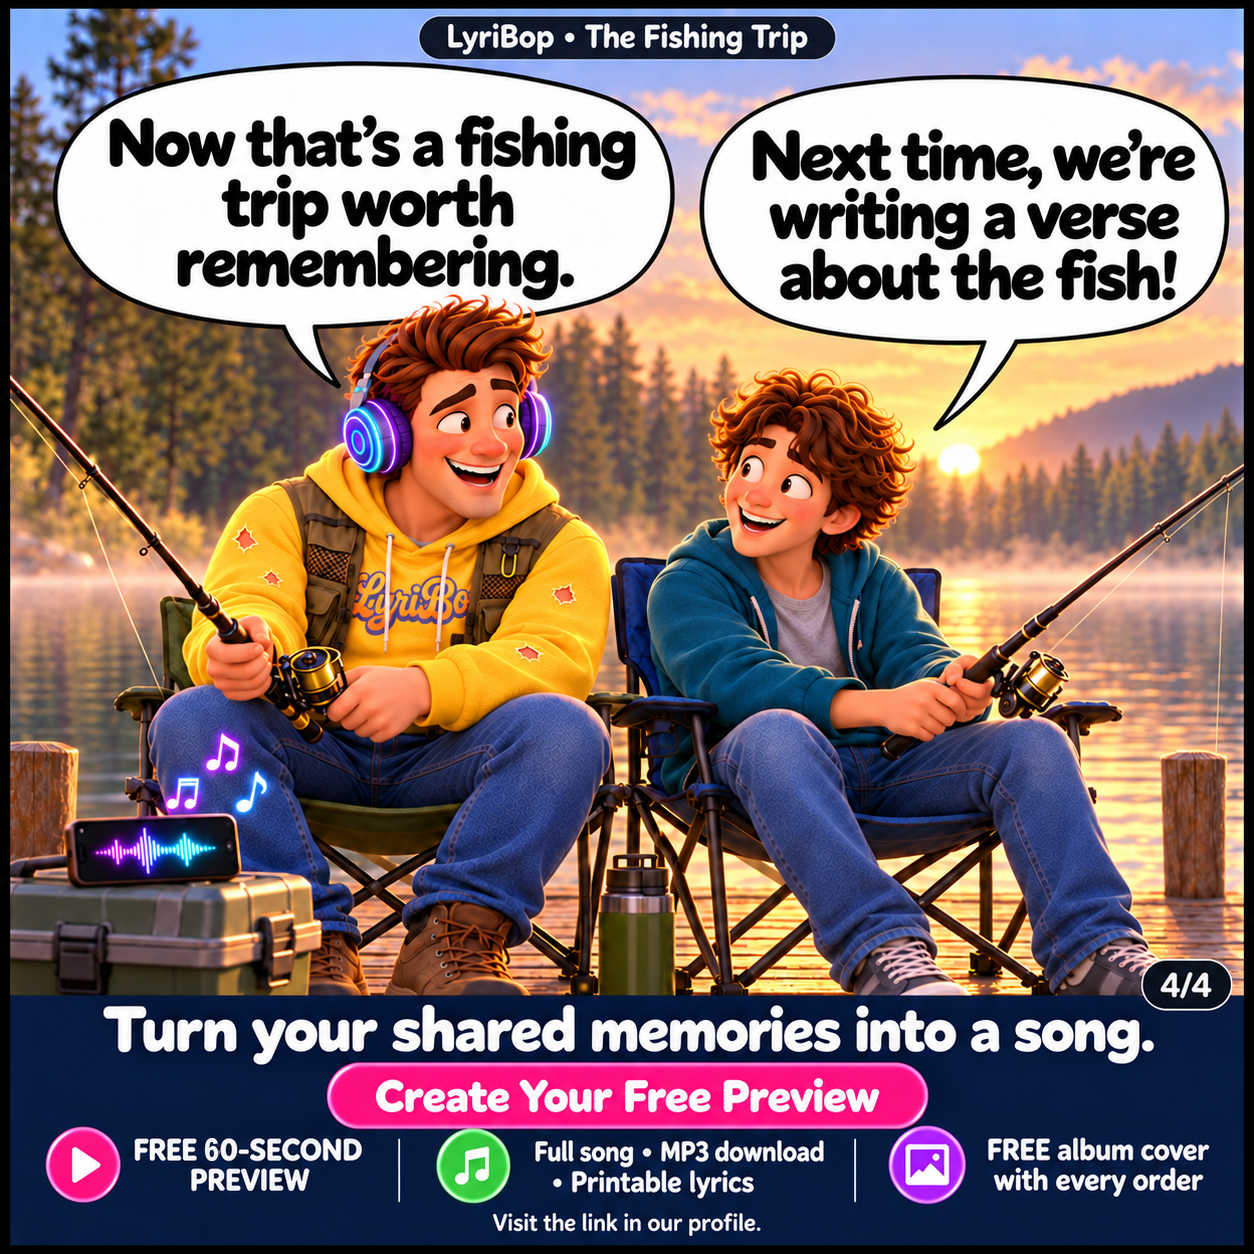 LyriBop • The Fishing Trip
Now that's a fishing
trip worth
remembering.
Next time, we're
writing a verse
about the fish!
LyriBo
4/4
Turn your shared memories into a song.
Create Your Free Preview
FREE 60-SECOND
PREVIEW
Full song • MP3 download
• Printable lyrics
FREE album cover
with every order
Visit the link in our profile.